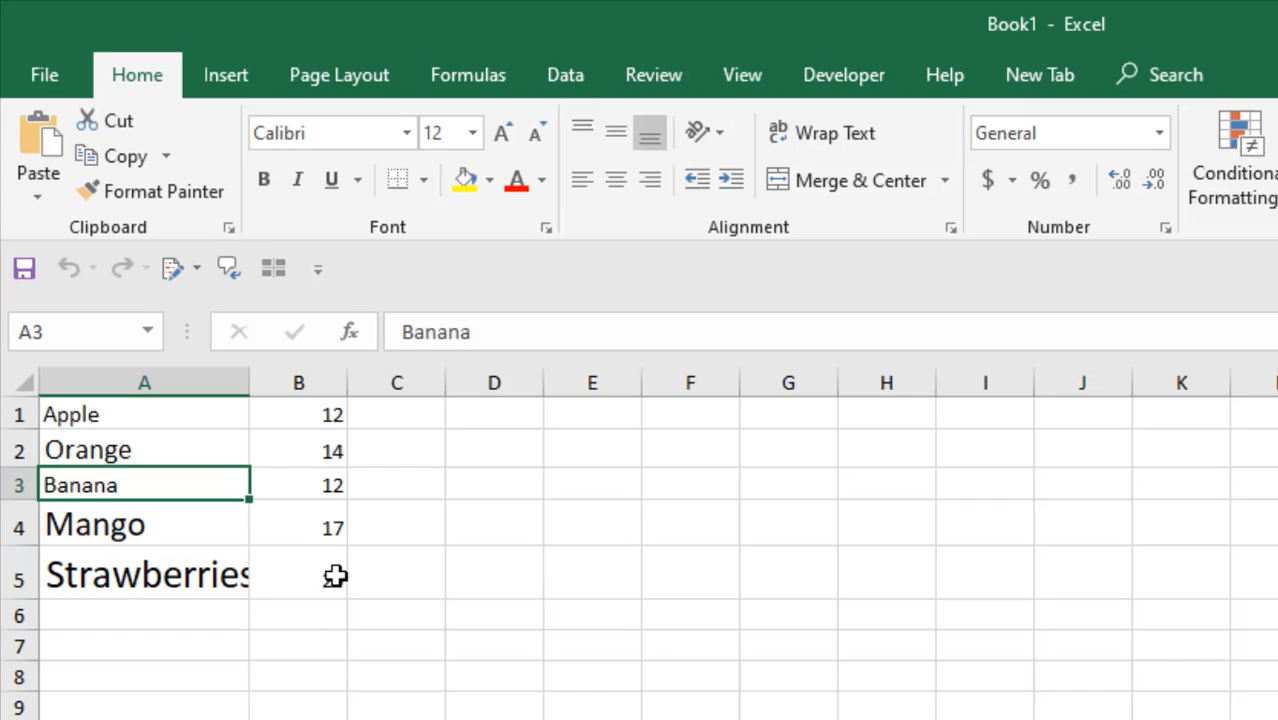 Book1 - Excel
File Home Insert Page Layout Formulas Data Review View Developer Help New Tab Search
Cut
Copy
Format Painter
Paste
Clipboard
Calibri 12
B I U
Font
Wrap Text
Merge & Center
Alignment
General
$ % ,
Number
Conditiona
Formatting
A3 fx Banana
A B C D E F G H I J K
1 Apple 12
2 Orange 14
3 Banana 12
4 Mango 17
5 Strawberries
6
7
8
9